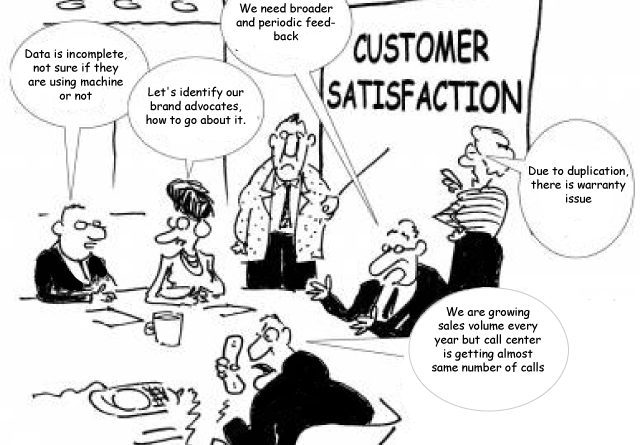 We need broader
and periodic feed-
back
CUSTOMER
SATISFACTION
Data is incomplete,
not sure if they
are using machine
or not
Let's identify our
brand advocates,
how to go about it.
Due to duplication,
there is warranty
issue
We are growing
sales volume every
year but call center
is getting almost
same number of calls